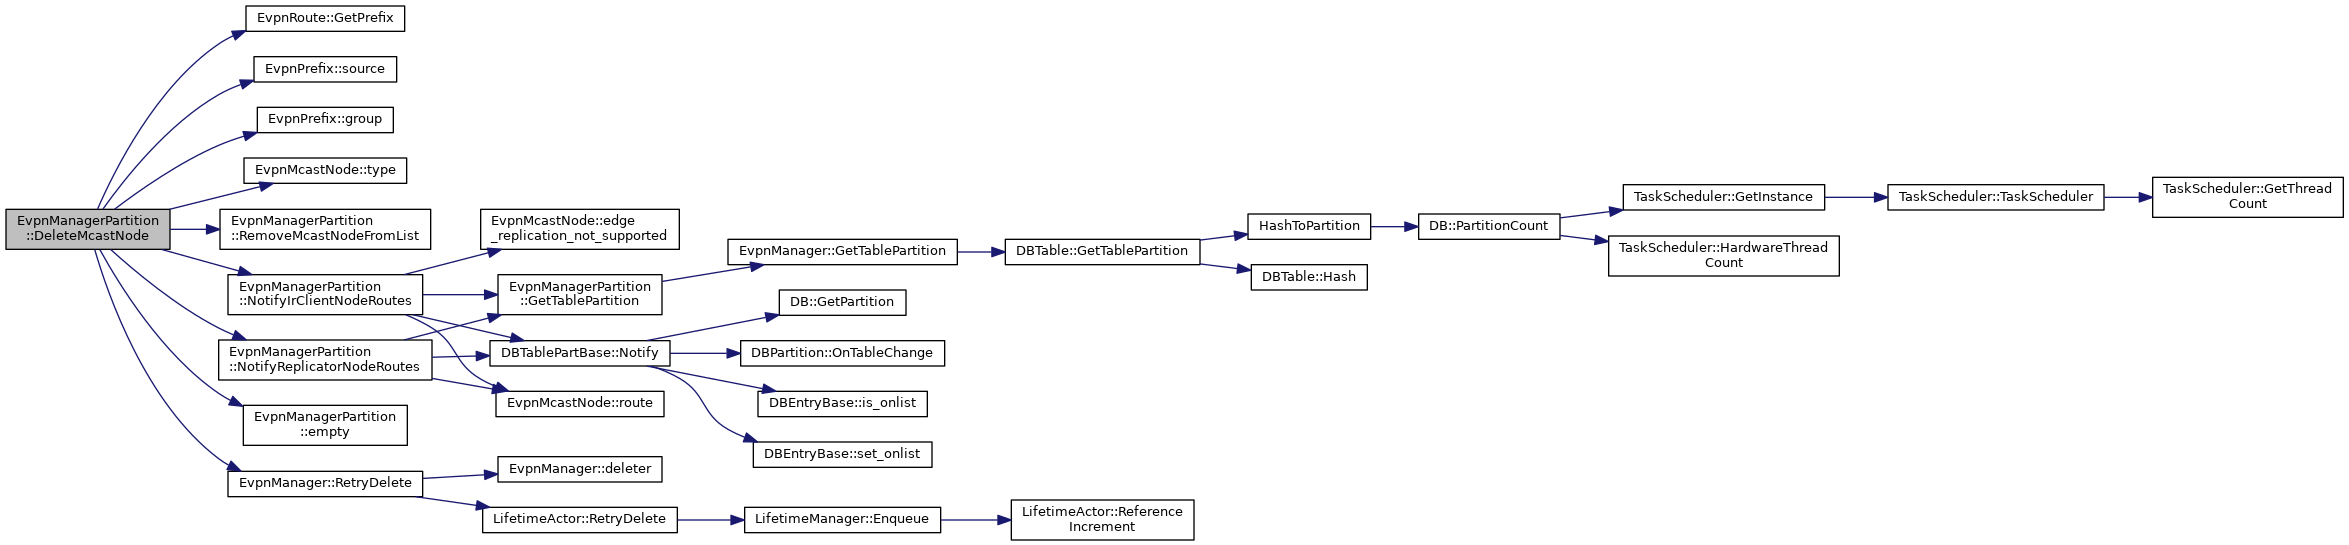 EvpnManagerPartition
::DeleteMcastNode
EvpnRoute::GetPrefix
EvpnPrefix::source
EvpnPrefix::group
EvpnMcastNode::type
EvpnManagerPartition
::RemoveMcastNodeFromList
EvpnManagerPartition
::NotifyIrClientNodeRoutes
EvpnManagerPartition
::NotifyReplicatorNodeRoutes
EvpnManagerPartition
::empty
EvpnManager::RetryDelete
EvpnMcastNode::edge
_replication_not_supported
EvpnManagerPartition
::GetTablePartition
DBTablePartBase::Notify
EvpnMcastNode::route
EvpnManager::deleter
LifetimeActor::RetryDelete
EvpnManager::GetTablePartition
DB::GetPartition
DBPartition::OnTableChange
DBEntryBase::is_onlist
DBEntryBase::set_onlist
LifetimeManager::Enqueue
DBTable::GetTablePartition
LifetimeActor::Reference
Increment
HashToPartition
DBTable::Hash
DB::PartitionCount
TaskScheduler::GetInstance
TaskScheduler::HardwareThread
Count
TaskScheduler::TaskScheduler
TaskScheduler::GetThread
Count